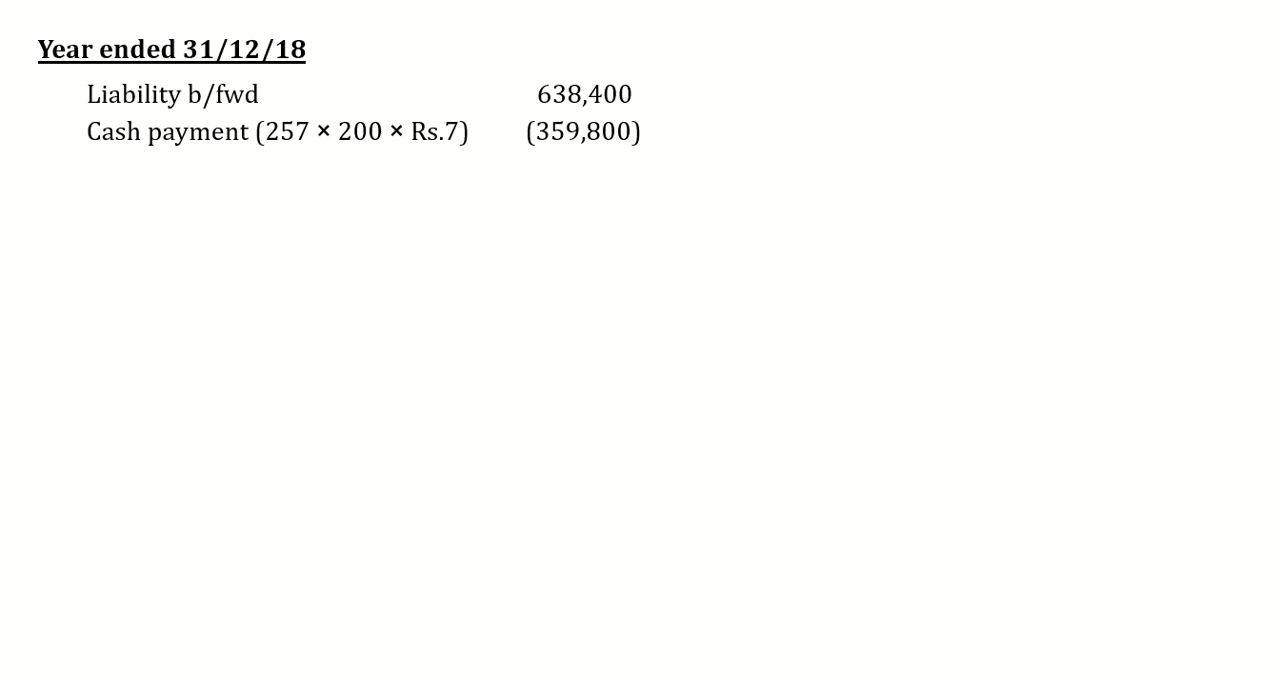 Year ended 31/12/18
Liability b/fwd 638,400
Cash payment (257 × 200 × Rs.7) (359,800)